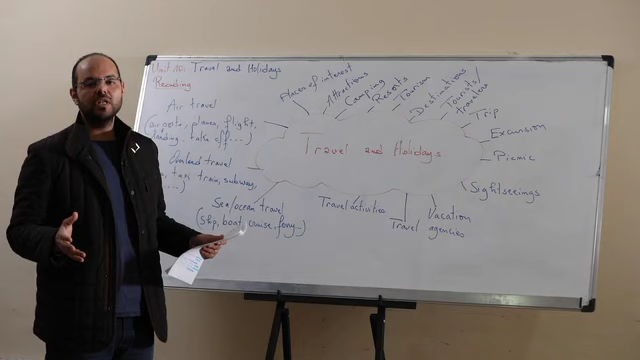 Unit 10: Travel and Holidays
Reading
Air travel
(airports, planes, flight,
landing, take off.....)
Overland travel
taxi, train, subway,
....)
Sea/ocean travel
(ship, boat, cruise, ferry...)
Places of interest
Attractions
Camping
Resorts
Tourism
Destinations
Tourists/
travelers
Trip
Excursion
Picnic
Sightseeings
Vacation
Travel agencies
Travel activities
Travel and Holidays